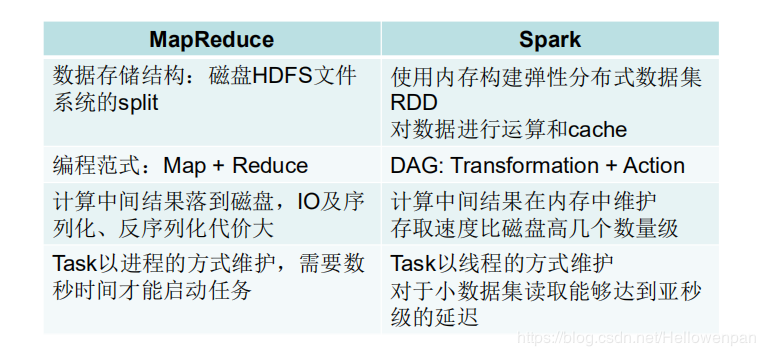 MapReduce
Spark
数据存储结构：磁盘HDFS文件
系统的split
使用内存构建弹性分布式数据集
RDD
对数据进行运算和cache
编程范式：Map + Reduce
DAG: Transformation + Action
计算中间结果落到磁盘，IO及序
列化、反序列化代价大
计算中间结果在内存中维护
存取速度比磁盘高几个数量级
Task以进程的方式维护，需要数
秒时间才能启动任务
Task以线程的方式维护
对于小数据集读取能够达到亚秒
级的延迟
https://blog.csdn.net/Hellowenpan